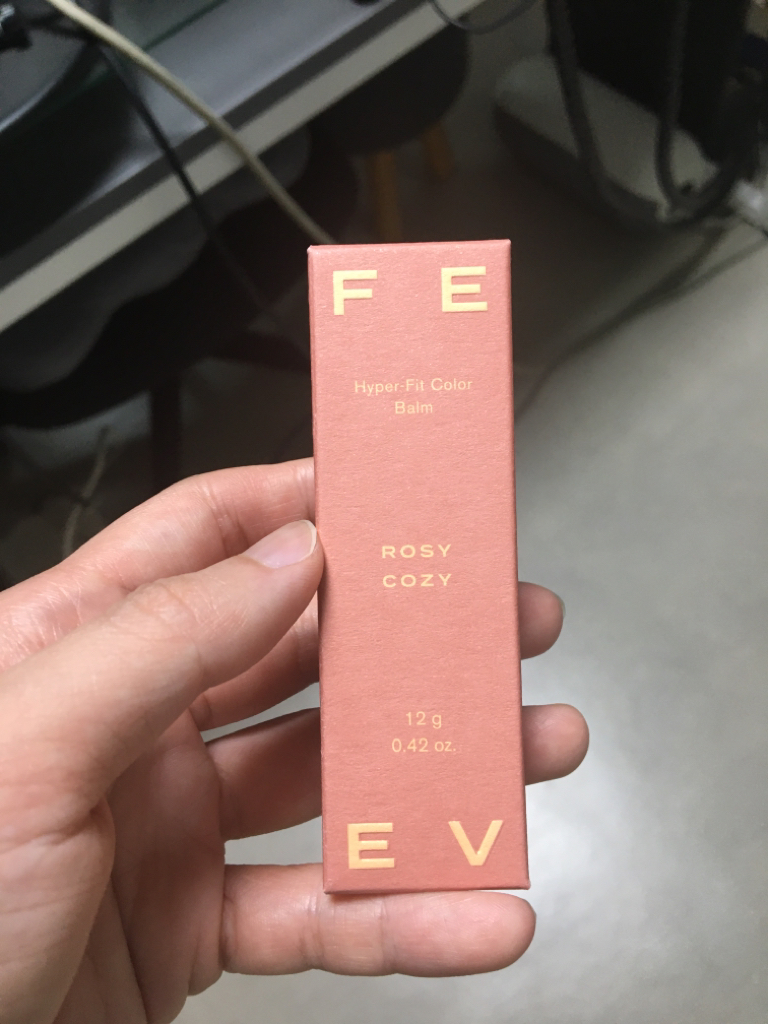 F E
Hyper-Fit Color
Balm
ROSY
COZY
12 g
0.42 oz.
E V